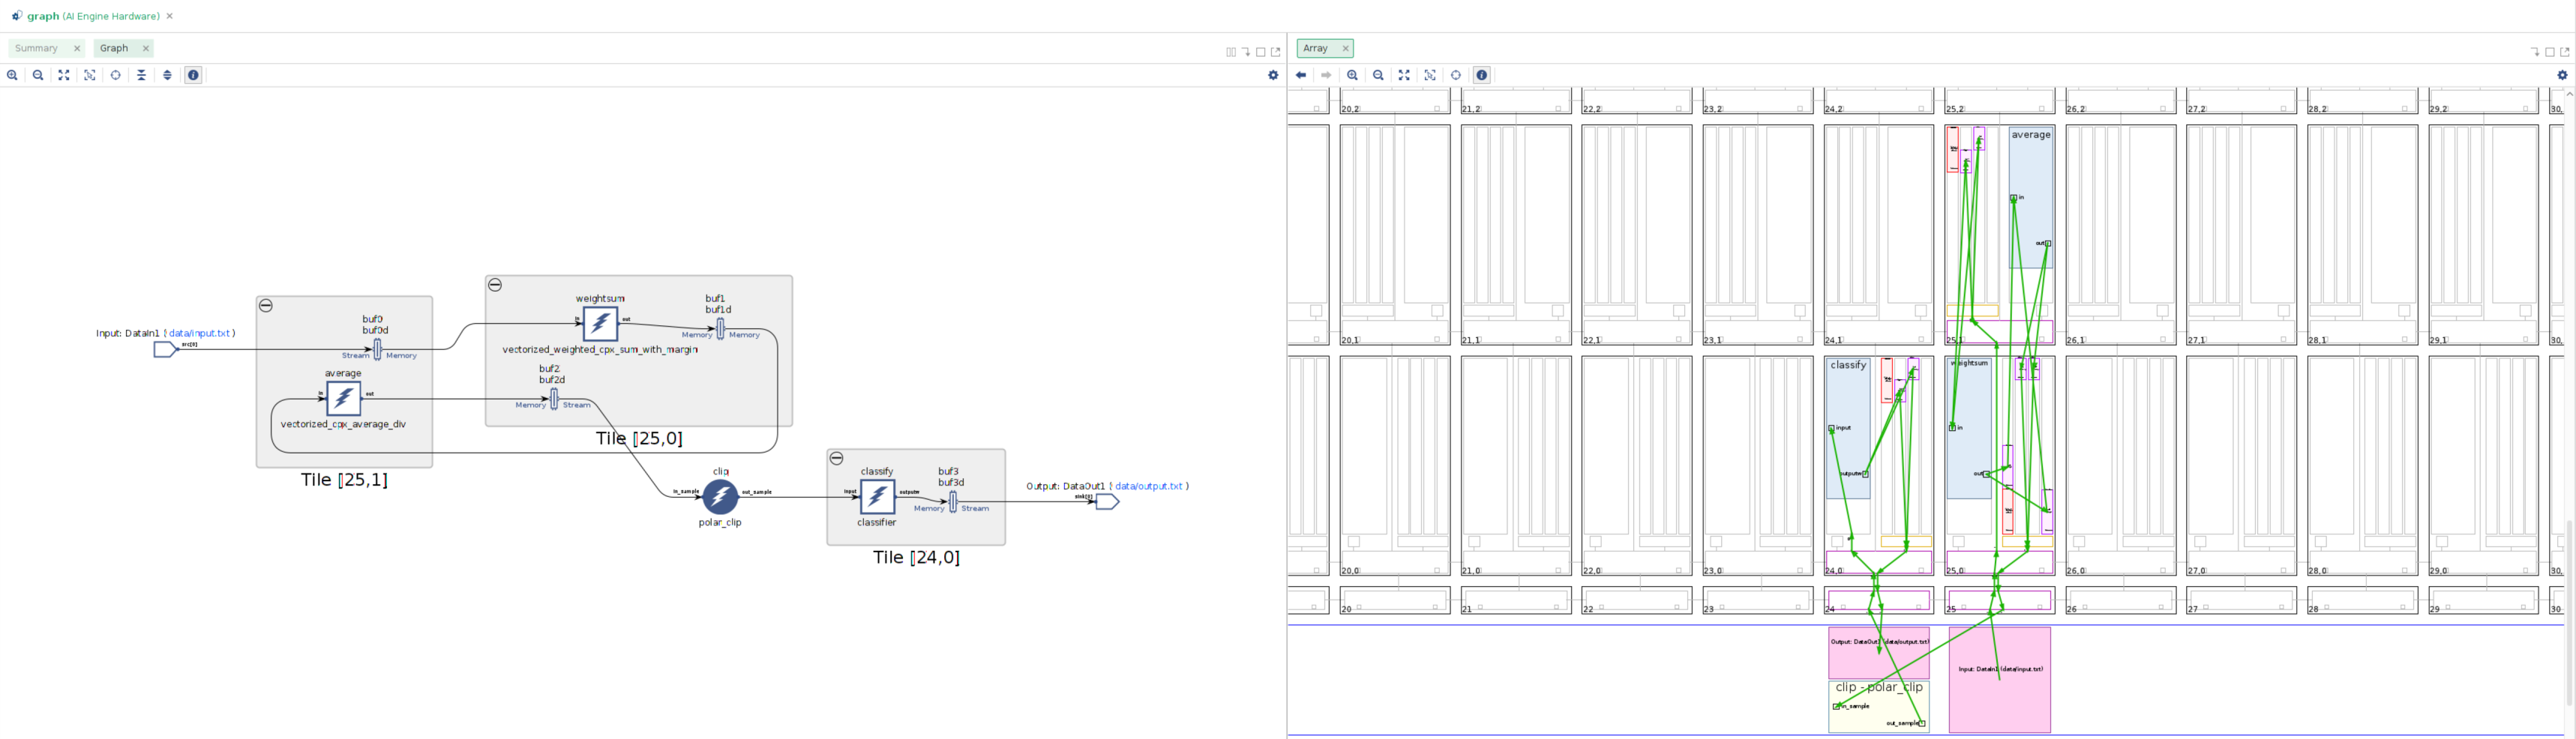 graph (AI Engine Hardware)
Summary
Graph
weightsum
buf1
buf1d
buf0
buf0d
Input: DataIn1 ( data/input.txt )
in
out
Memory
Memory
Stream
Memory
vectorized_weighted_cpx_sum_with_margin
average
buf2
buf2d
in
out
Memory
Stream
vectorized_cpx_average_div
Tile [25,0]
Tile [25,1]
clip
in_sample
out_sample
polar_clip
classify
buf3
buf3d
input
Memory
Stream
classifier
Output: DataOut1 ( data/output.txt )
Tile [24,0]
Array
20,2
21,2
22,2
23,2
24,2
25,2
26,2
27,2
28,2
29,2
30,
average
in
out
20,1
21,1
22,1
23,1
24,1
25,1
26,1
27,1
28,1
29,1
30,
classify
weightsum
input
in
outputw
out
20,0
21,0
22,0
23,0
24,0
25,0
26,0
27,0
28,0
29,0
30,
20
21
22
23
24
25
26
27
28
29
30
Output: DataOut1 (data/output.txt)
Input: DataIn1 (data/input.txt)
clip - polar_clip
in_sample
out_sample